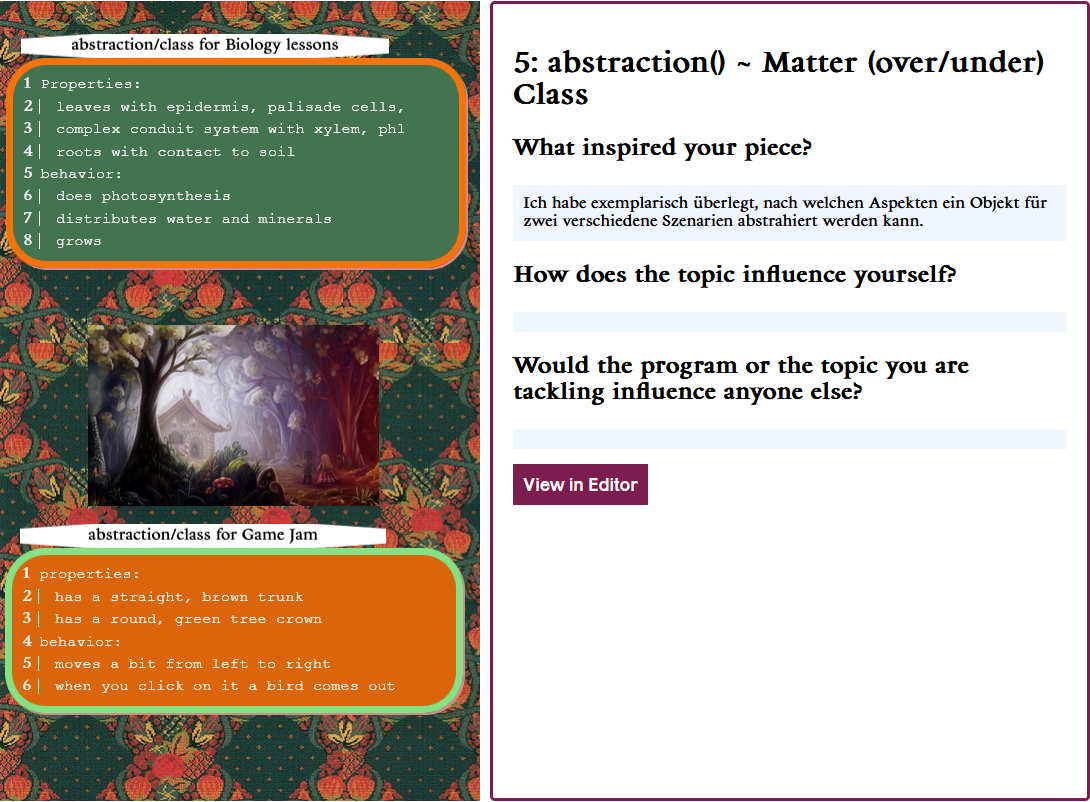 abstraction/class for Biology lessons
1 Properties:
2| leaves with epidermis, palisade cells,
3| complex conduit system with xylem, phl
4| roots with contact to soil
5 behavior:
6| does photosynthesis
7| distributes water and minerals
8| grows
abstraction/class for Game Jam
1 properties:
2| has a straight, brown trunk
3| has a round, green tree crown
4 behavior:
5| moves a bit from left to right
6| when you click on it a bird comes out
5: abstraction() ~ Matter (over/under)
Class
What inspired your piece?
Ich habe exemplarisch überlegt, nach welchen Aspekten ein Objekt für
zwei verschiedene Szenarien abstrahiert werden kann.
How does the topic influence yourself?
Would the program or the topic you are
tackling influence anyone else?
View in Editor